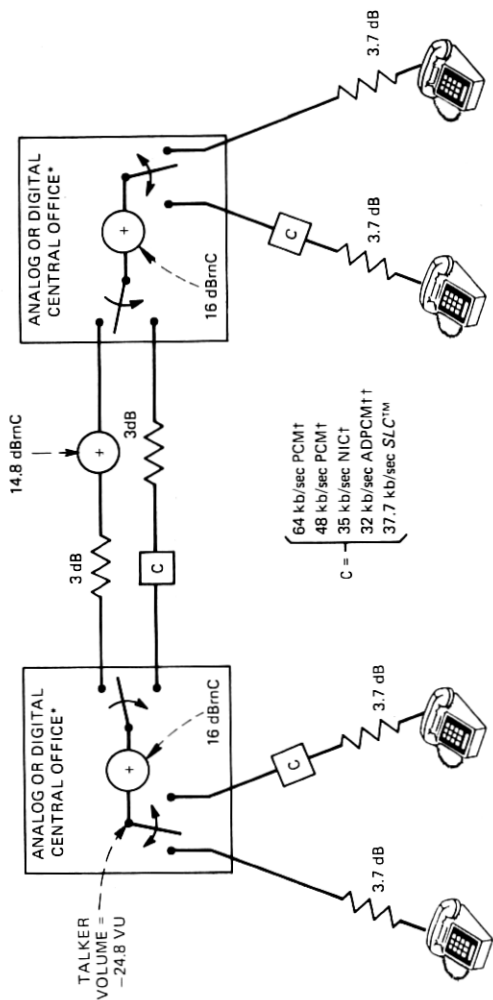 TALKER
VOLUME =
-24.8 VU
ANALOG OR DIGITAL
CENTRAL OFFICE*
16 dBrnC
3.7 dB
C
3.7 dB
3 dB
14.8 dBrnC
C
3dB
C =
64 kb/sec PCM†
48 kb/sec PCM†
35 kb/sec NIC†
32 kb/sec ADPCM††
37.7 kb/sec SLC™
ANALOG OR DIGITAL
CENTRAL OFFICE*
16 dBrnC
C
3.7 dB
3.7 dB